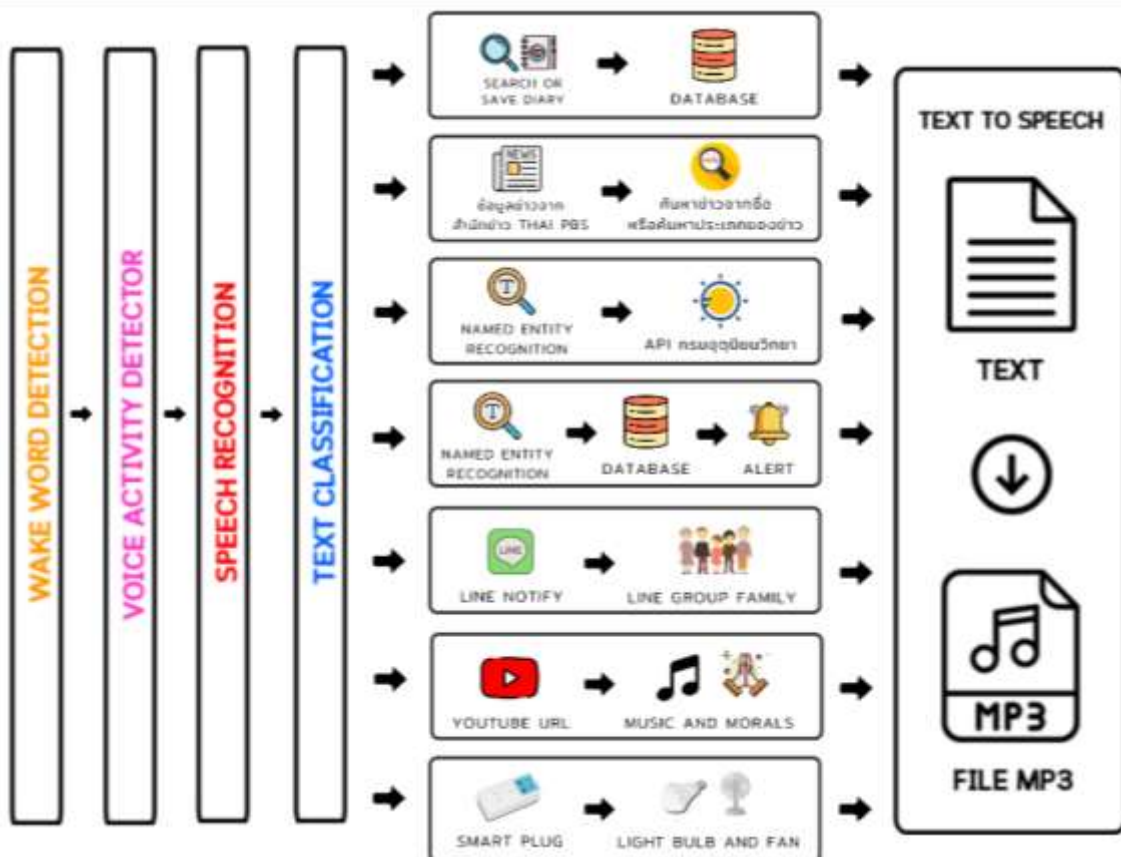 WAKE WORD DETECTION
VOICE ACTIVITY DETECTOR
SPEECH RECOGNITION
TEXT CLASSIFICATION
SEARCH OR
SAVE DIARY
DATABASE
NEWS
ข้อมูลข่าวจาก
สำนักข่าว THAI PBS
ค้นหาข่าวจากชื่อ
หรือค้นหาประเภทของข่าว
T
NAMED ENTITY
RECOGNITION
API กรมอุตุนิยมวิทยา
T
NAMED ENTITY
RECOGNITION
DATABASE
ALERT
LINE
LINE NOTIFY
LINE GROUP FAMILY
YOUTUBE URL
MUSIC AND MORALS
SMART PLUG
LIGHT BULB AND FAN
TEXT TO SPEECH
TEXT
MP3
FILE MP3